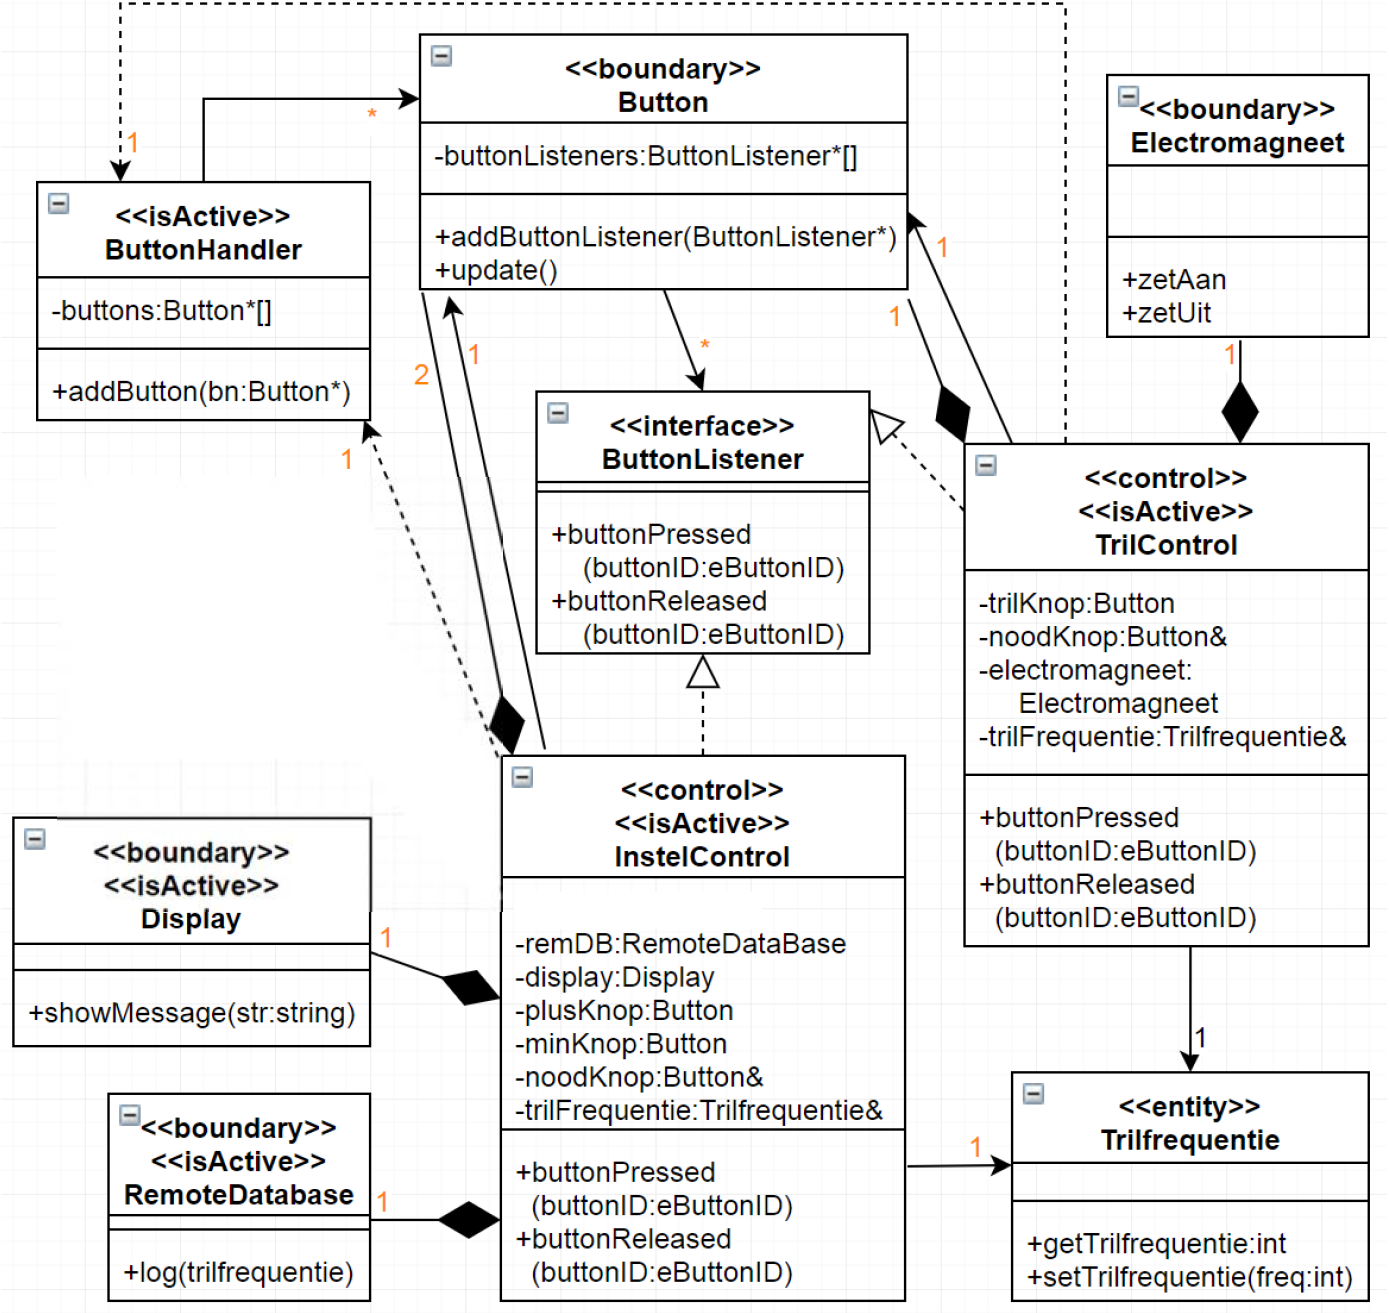 <<boundary>>
Button
-buttonListeners:ButtonListener*[]
+addButtonListener(ButtonListener*)
+update()
<<boundary>>
Electromagneet
+zetAan
+zetUit
1
*
<<isActive>>
ButtonHandler
-buttons:Button*[]
+addButton(bn:Button*)
1
2
1
*
1
1
1
<<interface>>
ButtonListener
+buttonPressed
(buttonID:eButtonID)
+buttonReleased
(buttonID:eButtonID)
<<control>>
<<isActive>>
TrilControl
-trilKnop:Button
-noodKnop:Button&
-electromagneet:
Electromagneet
-trilFrequentie:Trilfrequentie&
+buttonPressed
(buttonID:eButtonID)
+buttonReleased
(buttonID:eButtonID)
<<boundary>>
<<isActive>>
Display
+showMessage(str:string)
1
<<control>>
<<isActive>>
InstelControl
-remDB:RemoteDataBase
-display:Display
-plusKnop:Button
-minKnop:Button
-noodKnop:Button&
-trilFrequentie:Trilfrequentie&
+buttonPressed
(buttonID:eButtonID)
+buttonReleased
(buttonID:eButtonID)
<<boundary>>
<<isActive>>
RemoteDatabase
+log(trilfrequentie)
1
1
1
<<entity>>
Trilfrequentie
+getTrilfrequentie:int
+setTrilfrequentie(freq:int)